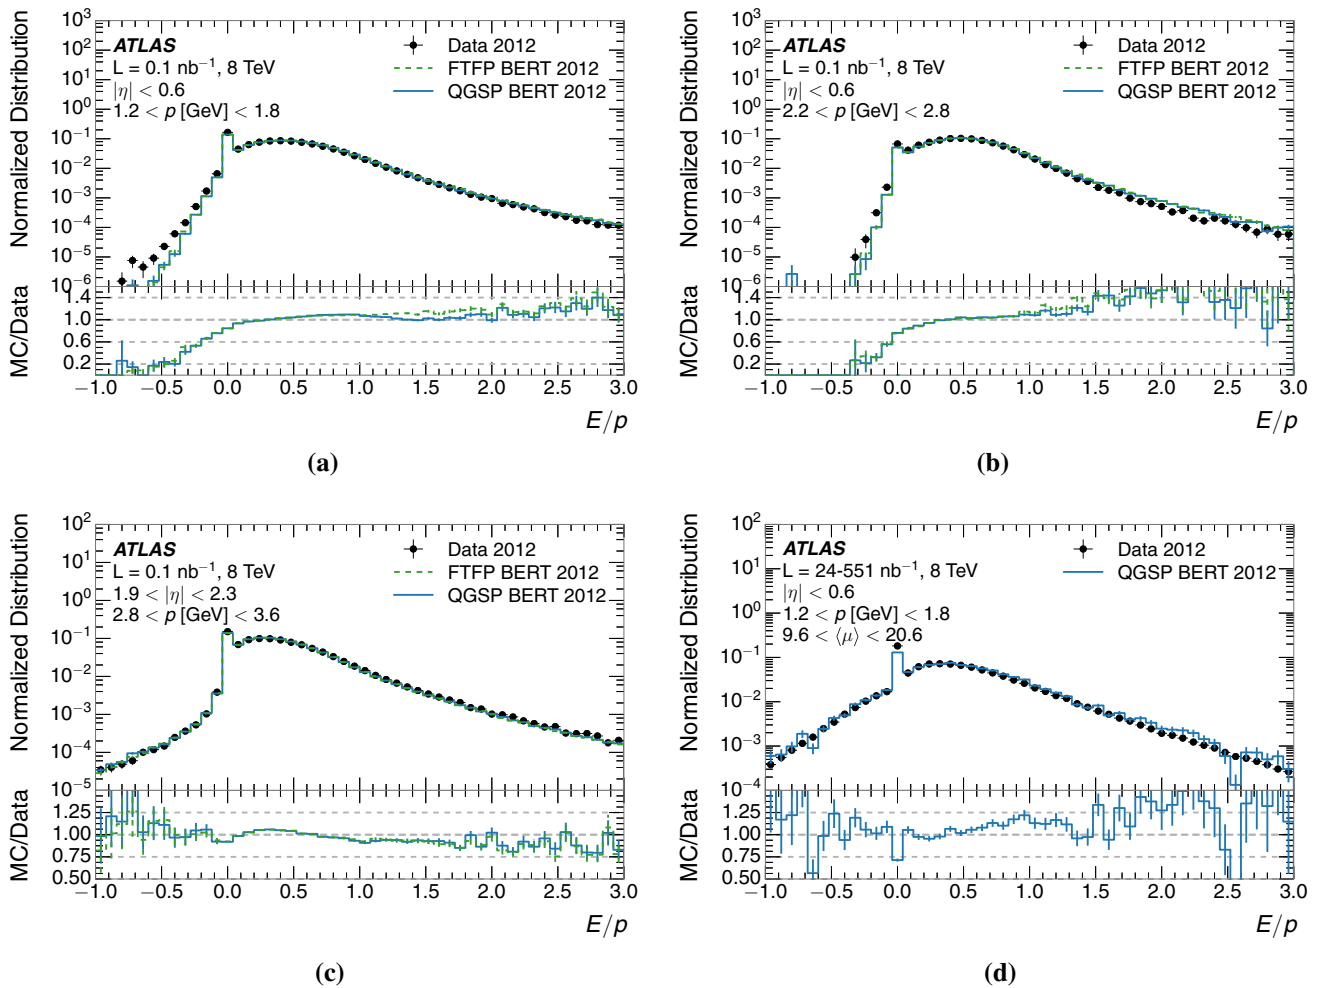 Normalized Distribution
10³
10²
10¹
10⁰
10⁻¹
10⁻²
10⁻³
10⁻⁴
10⁻⁵
10⁻⁶
ATLAS
L = 0.1 nb⁻¹, 8 TeV
|η| < 0.6
1.2 < p [GeV] < 1.8
Data 2012
FTFP BERT 2012
QGSP BERT 2012
MC/Data
1.4
1.0
0.6
0.2
−1.0 −0.5 0.0 0.5 1.0 1.5 2.0 2.5 3.0
E/p
(a)
Normalized Distribution
10³
10²
10¹
10⁰
10⁻¹
10⁻²
10⁻³
10⁻⁴
10⁻⁵
10⁻⁶
ATLAS
L = 0.1 nb⁻¹, 8 TeV
|η| < 0.6
2.2 < p [GeV] < 2.8
Data 2012
FTFP BERT 2012
QGSP BERT 2012
MC/Data
1.4
1.0
0.6
0.2
−1.0 −0.5 0.0 0.5 1.0 1.5 2.0 2.5 3.0
E/p
(b)
Normalized Distribution
10²
10¹
10⁰
10⁻¹
10⁻²
10⁻³
10⁻⁴
10⁻⁵
ATLAS
L = 0.1 nb⁻¹, 8 TeV
1.9 < |η| < 2.3
2.8 < p [GeV] < 3.6
Data 2012
FTFP BERT 2012
QGSP BERT 2012
MC/Data
1.25
1.00
0.75
0.50
−1.0 −0.5 0.0 0.5 1.0 1.5 2.0 2.5 3.0
E/p
(c)
Normalized Distribution
10²
10¹
10⁰
10⁻¹
10⁻²
10⁻³
10⁻⁴
ATLAS
L = 24-551 nb⁻¹, 8 TeV
|η| < 0.6
1.2 < p [GeV] < 1.8
9.6 < ⟨μ⟩ < 20.6
Data 2012
QGSP BERT 2012
MC/Data
1.25
1.00
0.75
0.50
−1.0 −0.5 0.0 0.5 1.0 1.5 2.0 2.5 3.0
E/p
(d)